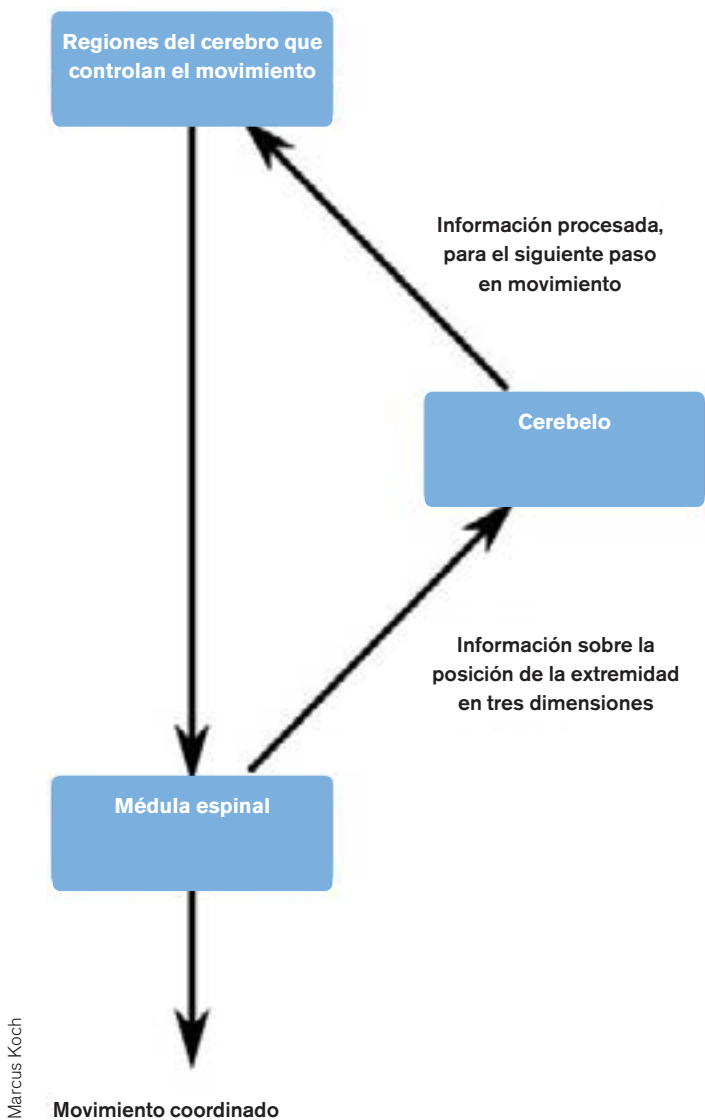 Regiones del cerebro que
controlan el movimiento
Información procesada,
para el siguiente paso
en movimiento
Cerebelo
Información sobre la
posición de la extremidad
en tres dimensiones
Médula espinal
Movimiento coordinado
Marcus Koch